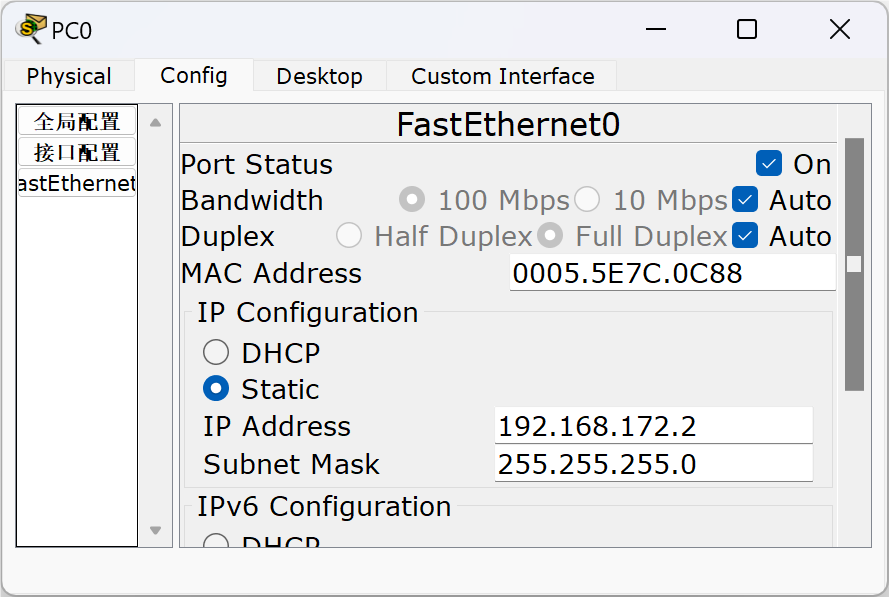 PC0
Physical Config Desktop Custom Interface
全局配置
接口配置
astEthernet
FastEthernet0
Port Status On
Bandwidth 100 Mbps 10 Mbps Auto
Duplex Half Duplex Full Duplex Auto
MAC Address 0005.5E7C.0C88
IP Configuration
DHCP
Static
IP Address 192.168.172.2
Subnet Mask 255.255.255.0
IPv6 Configuration
DHCP